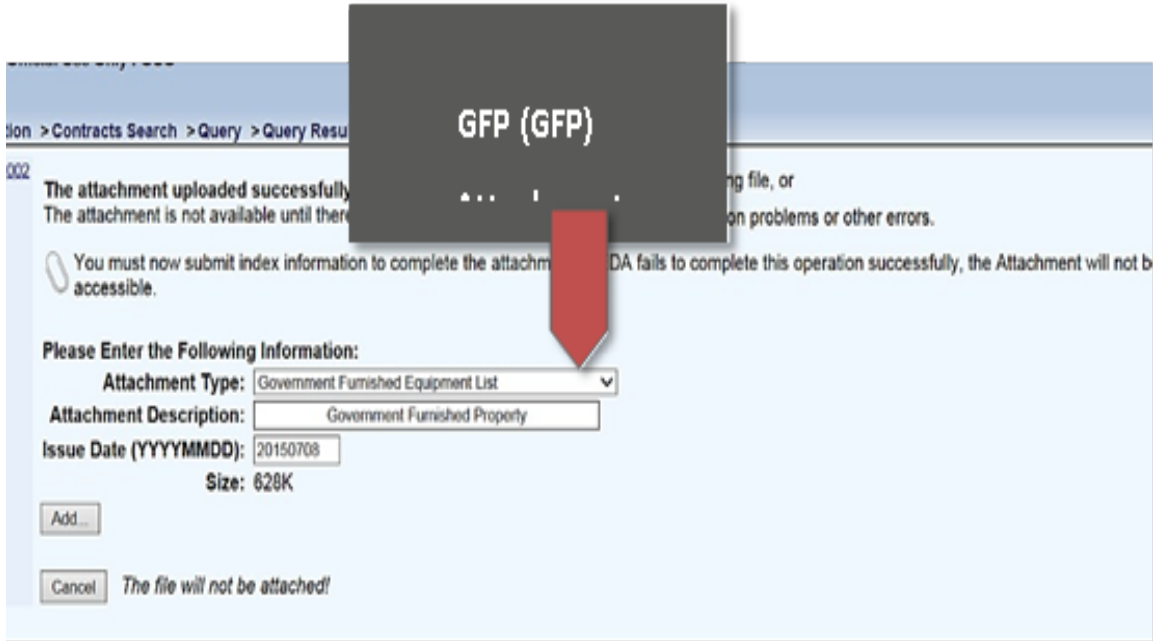 GFP (GFP)
>Contracts Search >Query >Query Resu
002
The attachment uploaded successfully
ng file, or
The attachment is not available until there
on problems or other errors.
You must now submit index information to complete the attachm DA fails to complete this operation successfully, the Attachment will not b
accessible.
Please Enter the Following Information:
Attachment Type: Government Furnished Equipment List
Attachment Description: Government Furnished Property
Issue Date (YYYYMMDD): 20150708
Size: 628K
Add...
Cancel The file will not be attached!